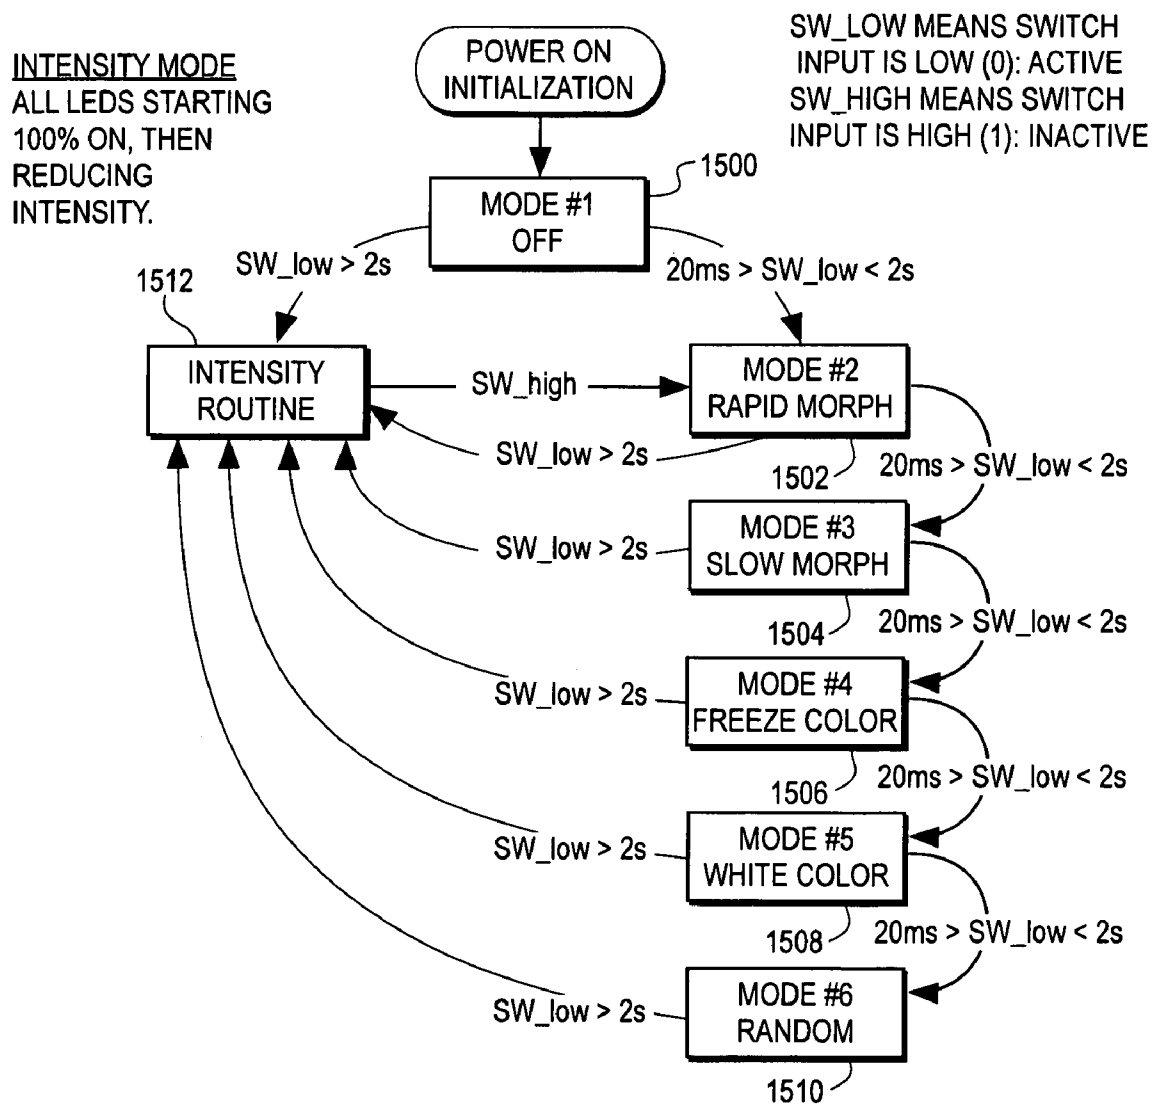 INTENSITY MODE
ALL LEDS STARTING
100% ON, THEN
REDUCING
INTENSITY.
POWER ON
INITIALIZATION
SW_LOW MEANS SWITCH
INPUT IS LOW (0): ACTIVE
SW_HIGH MEANS SWITCH
INPUT IS HIGH (1): INACTIVE
1500
MODE #1
OFF
SW_low > 2s
20ms > SW_low < 2s
1512
INTENSITY
ROUTINE
SW_high
MODE #2
RAPID MORPH
SW_low > 2s
1502
20ms > SW_low < 2s
MODE #3
SLOW MORPH
SW_low > 2s
1504
20ms > SW_low < 2s
MODE #4
FREEZE COLOR
SW_low > 2s
1506
20ms > SW_low < 2s
MODE #5
WHITE COLOR
SW_low > 2s
1508
20ms > SW_low < 2s
MODE #6
RANDOM
SW_low > 2s
1510